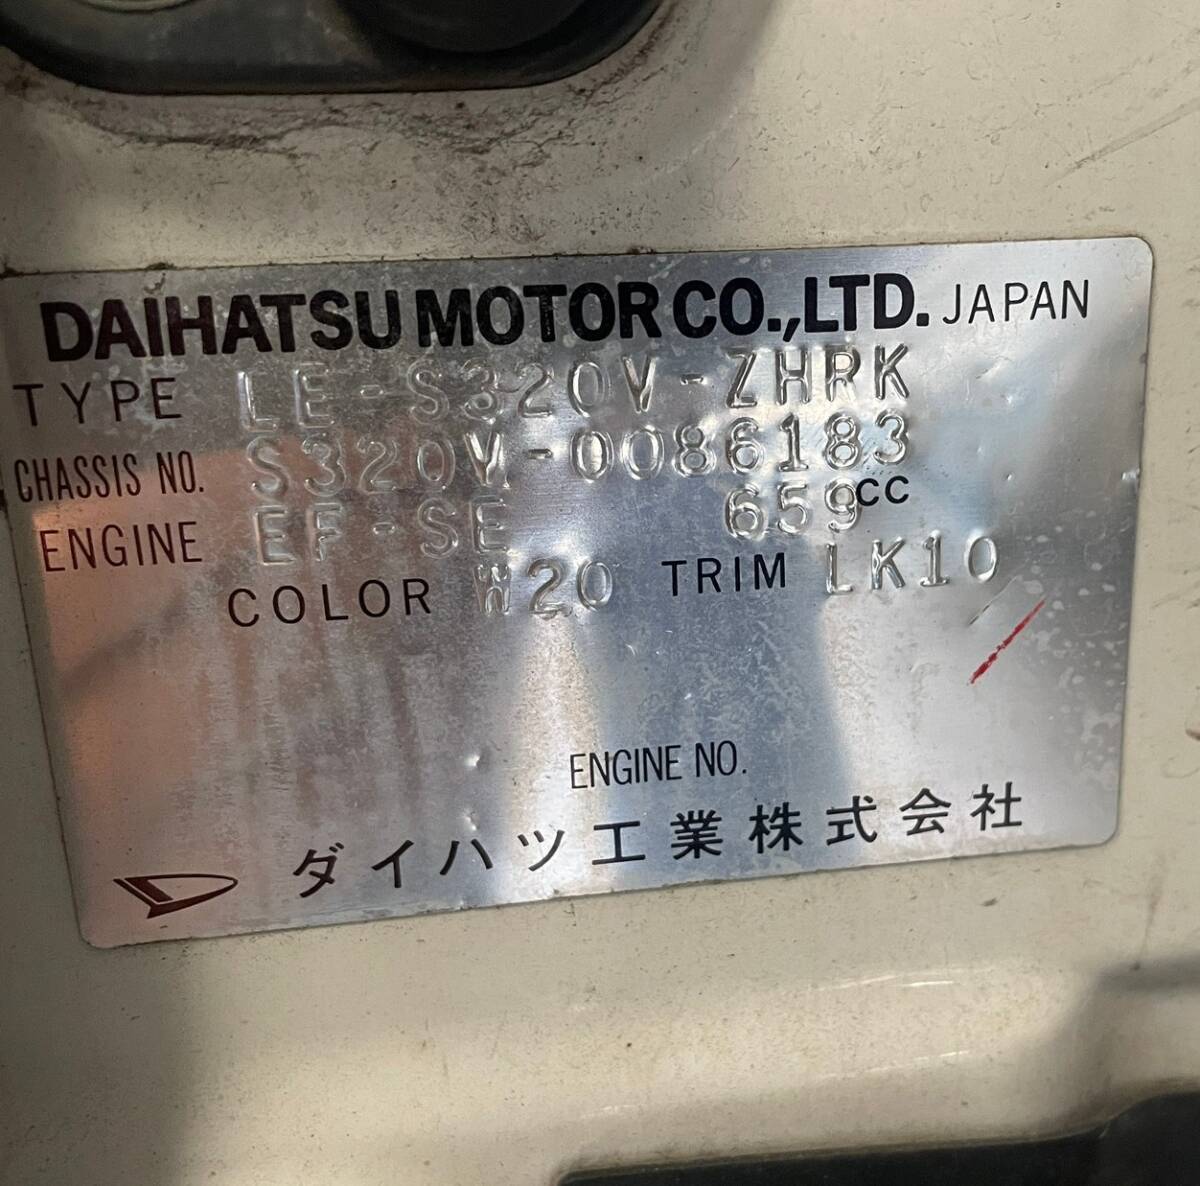 DAIHATSU MOTOR CO.,LTD. JAPAN
TYPE LE-S320V-ZHRK
CHASSIS NO. S320V-0086183
ENGINE EF-SE 659CC
COLOR W20 TRIM LK10
ENGINE NO.
ダイハツ工業株式会社